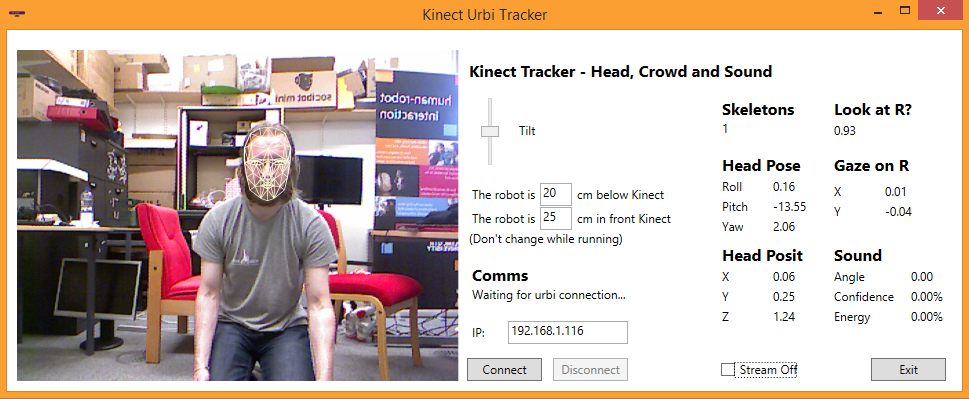 Kinect Urbi Tracker
socibot mini
human-robot
interaction
Kinect Tracker - Head, Crowd and Sound
Tilt
The robot is 20 cm below Kinect
The robot is 25 cm in front Kinect
(Don't change while running)
Comms
Waiting for urbi connection...
IP: 192.168.1.116
Connect Disconnect
Skeletons
1
Look at R?
0.93
Head Pose
Roll 0.16
Pitch -13.55
Yaw 2.06
Gaze on R
X 0.01
Y -0.04
Head Posit
X 0.06
Y 0.25
Z 1.24
Sound
Angle 0.00
Confidence 0.00%
Energy 0.00%
Stream Off
Exit